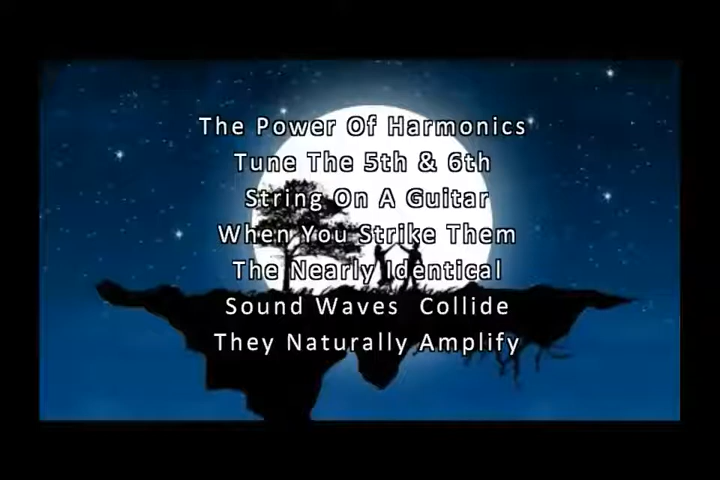 The Power Of Harmonics
Tune The 5th & 6th
String On A Guitar
When You Strike Them
The Nearly Identical
Sound Waves Collide
They Naturally Amplify